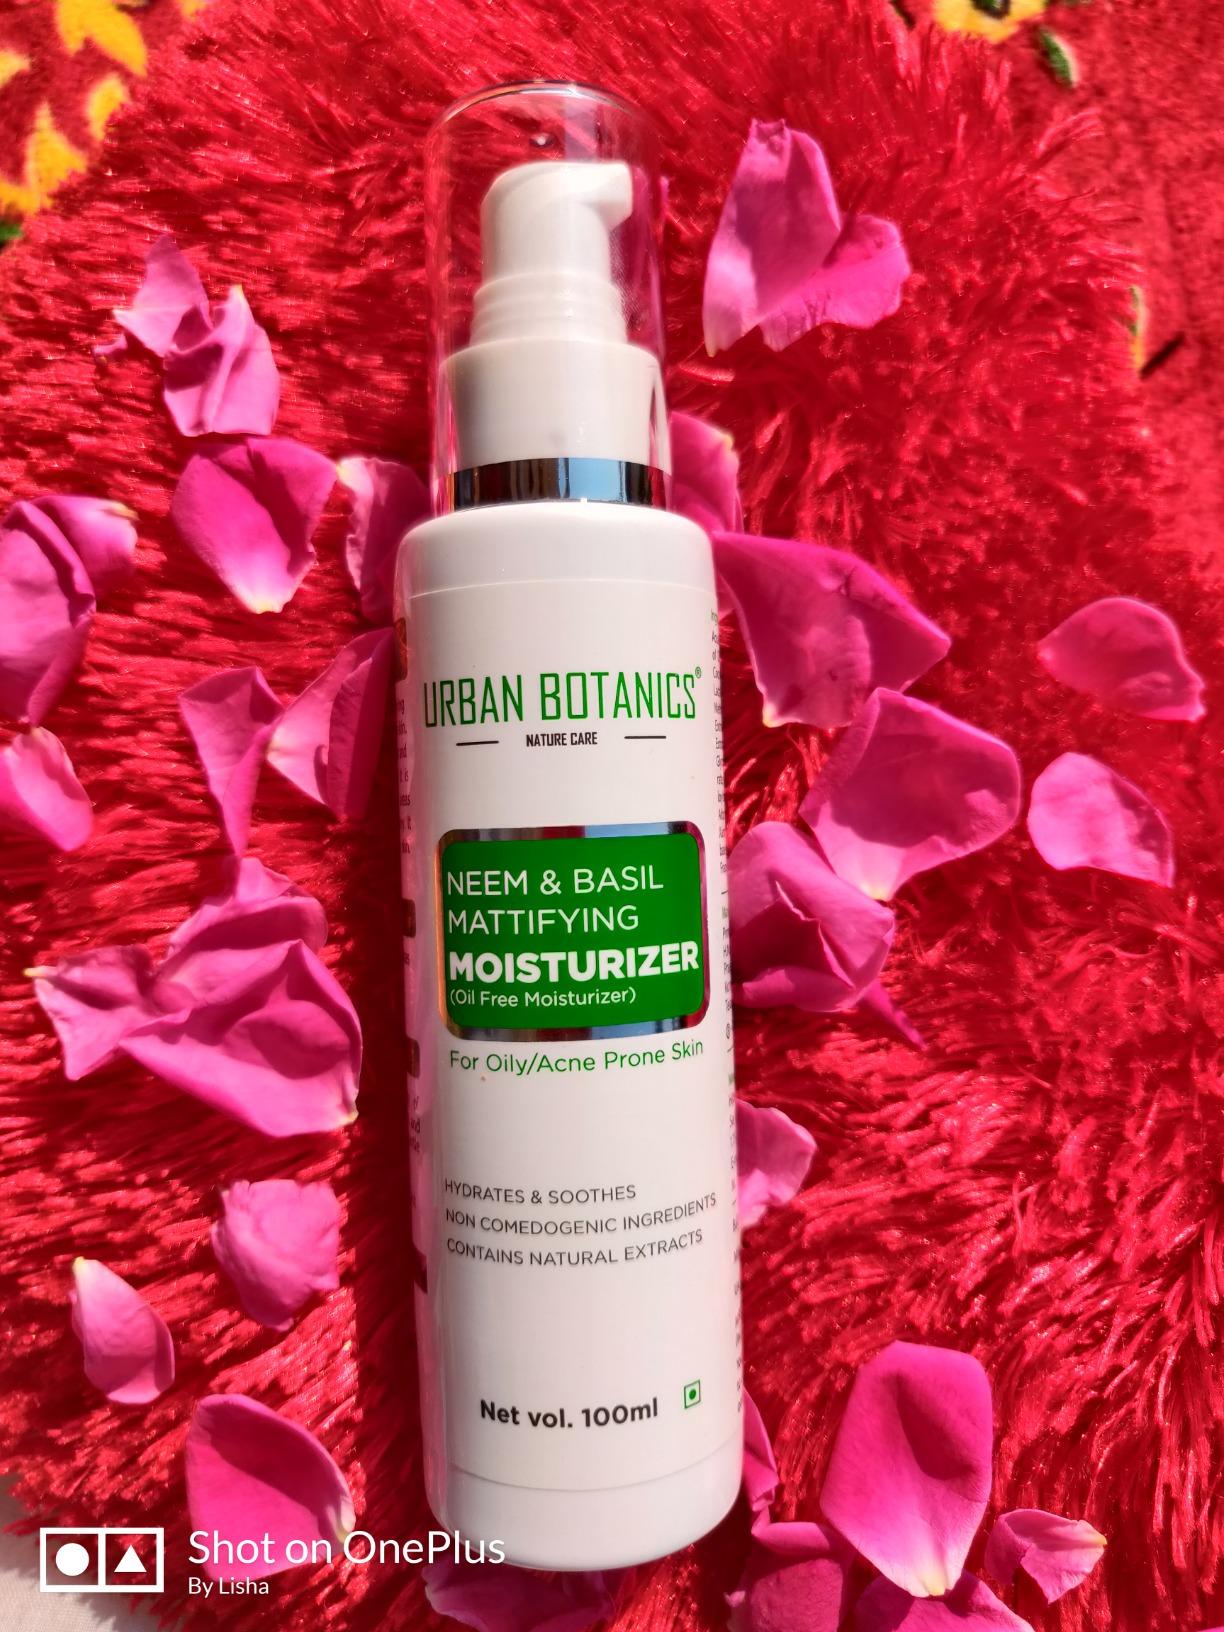 URBAN BOTANICS®
NATURE CARE
NEEM & BASIL
MATTIFYING
MOISTURIZER
(Oil Free Moisturizer)
For Oily/Acne Prone Skin
HYDRATES & SOOTHES
NON COMEDOGENIC INGREDIENTS
CONTAINS NATURAL EXTRACTS
Net vol. 100ml
Shot on OnePlus
By Lisha